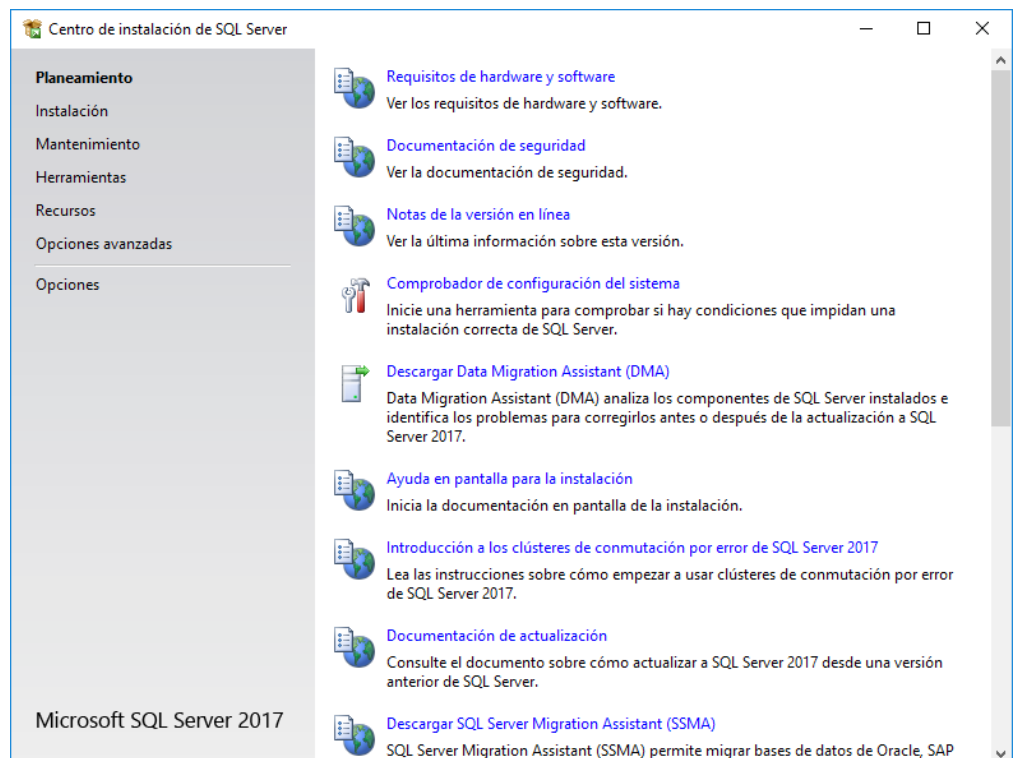 Centro de instalación de SQL Server
Planeamiento
Instalación
Mantenimiento
Herramientas
Recursos
Opciones avanzadas
Opciones
Microsoft SQL Server 2017
Requisitos de hardware y software
Ver los requisitos de hardware y software.
Documentación de seguridad
Ver la documentación de seguridad.
Notas de la versión en línea
Ver la última información sobre esta versión.
Comprobador de configuración del sistema
Inicie una herramienta para comprobar si hay condiciones que impidan una
instalación correcta de SQL Server.
Descargar Data Migration Assistant (DMA)
Data Migration Assistant (DMA) analiza los componentes de SQL Server instalados e
identifica los problemas para corregirlos antes o después de la actualización a SQL
Server 2017.
Ayuda en pantalla para la instalación
Inicia la documentación en pantalla de la instalación.
Introducción a los clústeres de conmutación por error de SQL Server 2017
Lea las instrucciones sobre cómo empezar a usar clústeres de conmutación por error
de SQL Server 2017.
Documentación de actualización
Consulte el documento sobre cómo actualizar a SQL Server 2017 desde una versión
anterior de SQL Server.
Descargar SQL Server Migration Assistant (SSMA)
SQL Server Migration Assistant (SSMA) permite migrar bases de datos de Oracle, SAP